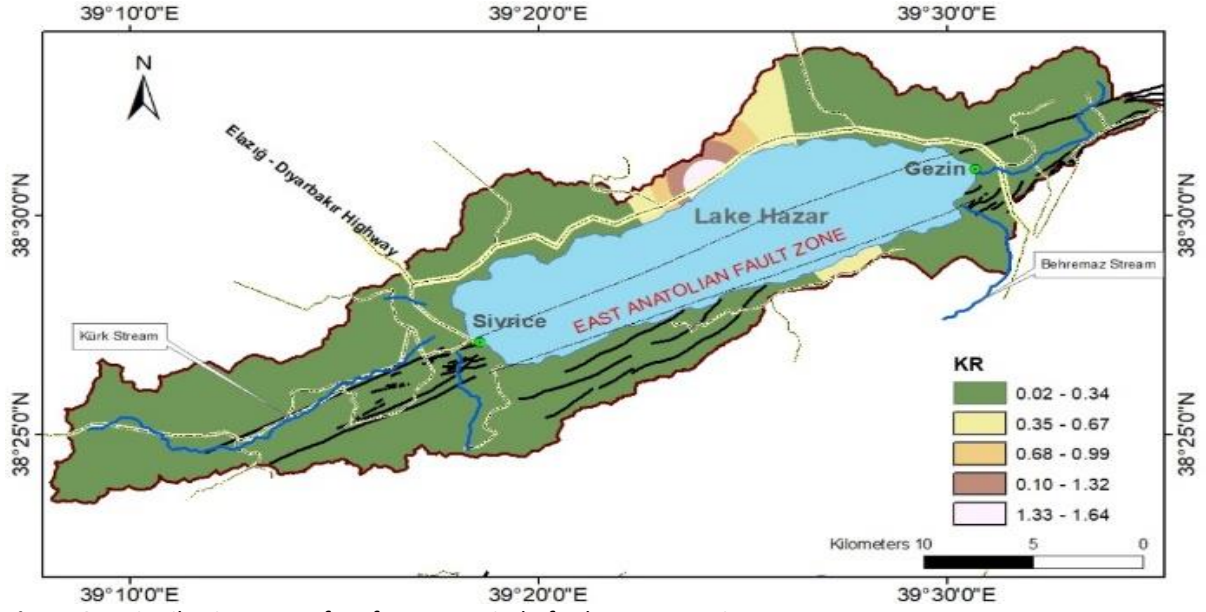 39°10'0"E 39°20'0"E 39°30'0"E
N
Elazığ - Dıyarbakır Highway
Gezin
38°30'0"N
Lake Hazar
38°30'0"N
EAST ANATOLIAN FAULT ZONE
Behremaz Stream
Sivrice
Kürk Stream
KR
0.02 - 0.34
0.35 - 0.67
38°25'0"N
38°25'0"N
0.68 - 0.99
0.10 - 1.32
1.33 - 1.64
Kilometers 10 5 0
39°10'0"E 39°20'0"E 39°30'0"E